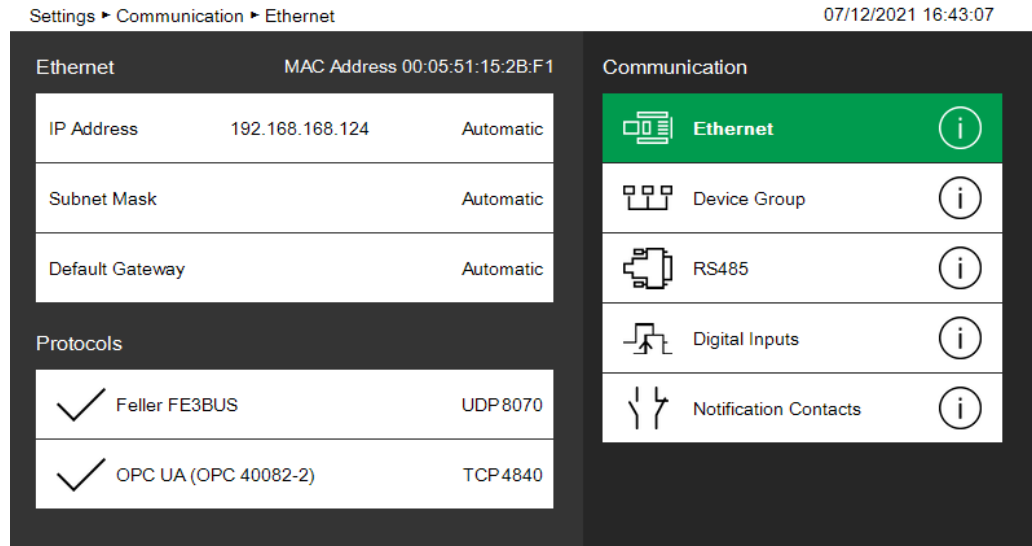 Settings ► Communication ► Ethernet 07/12/2021 16:43:07
Ethernet MAC Address 00:05:51:15:2B:F1
IP Address 192.168.168.124 Automatic
Subnet Mask Automatic
Default Gateway Automatic
Protocols
Feller FE3BUS UDP 8070
OPC UA (OPC 40082-2) TCP 4840
Communication
Ethernet i
Device Group i
RS485 i
Digital Inputs i
Notification Contacts i